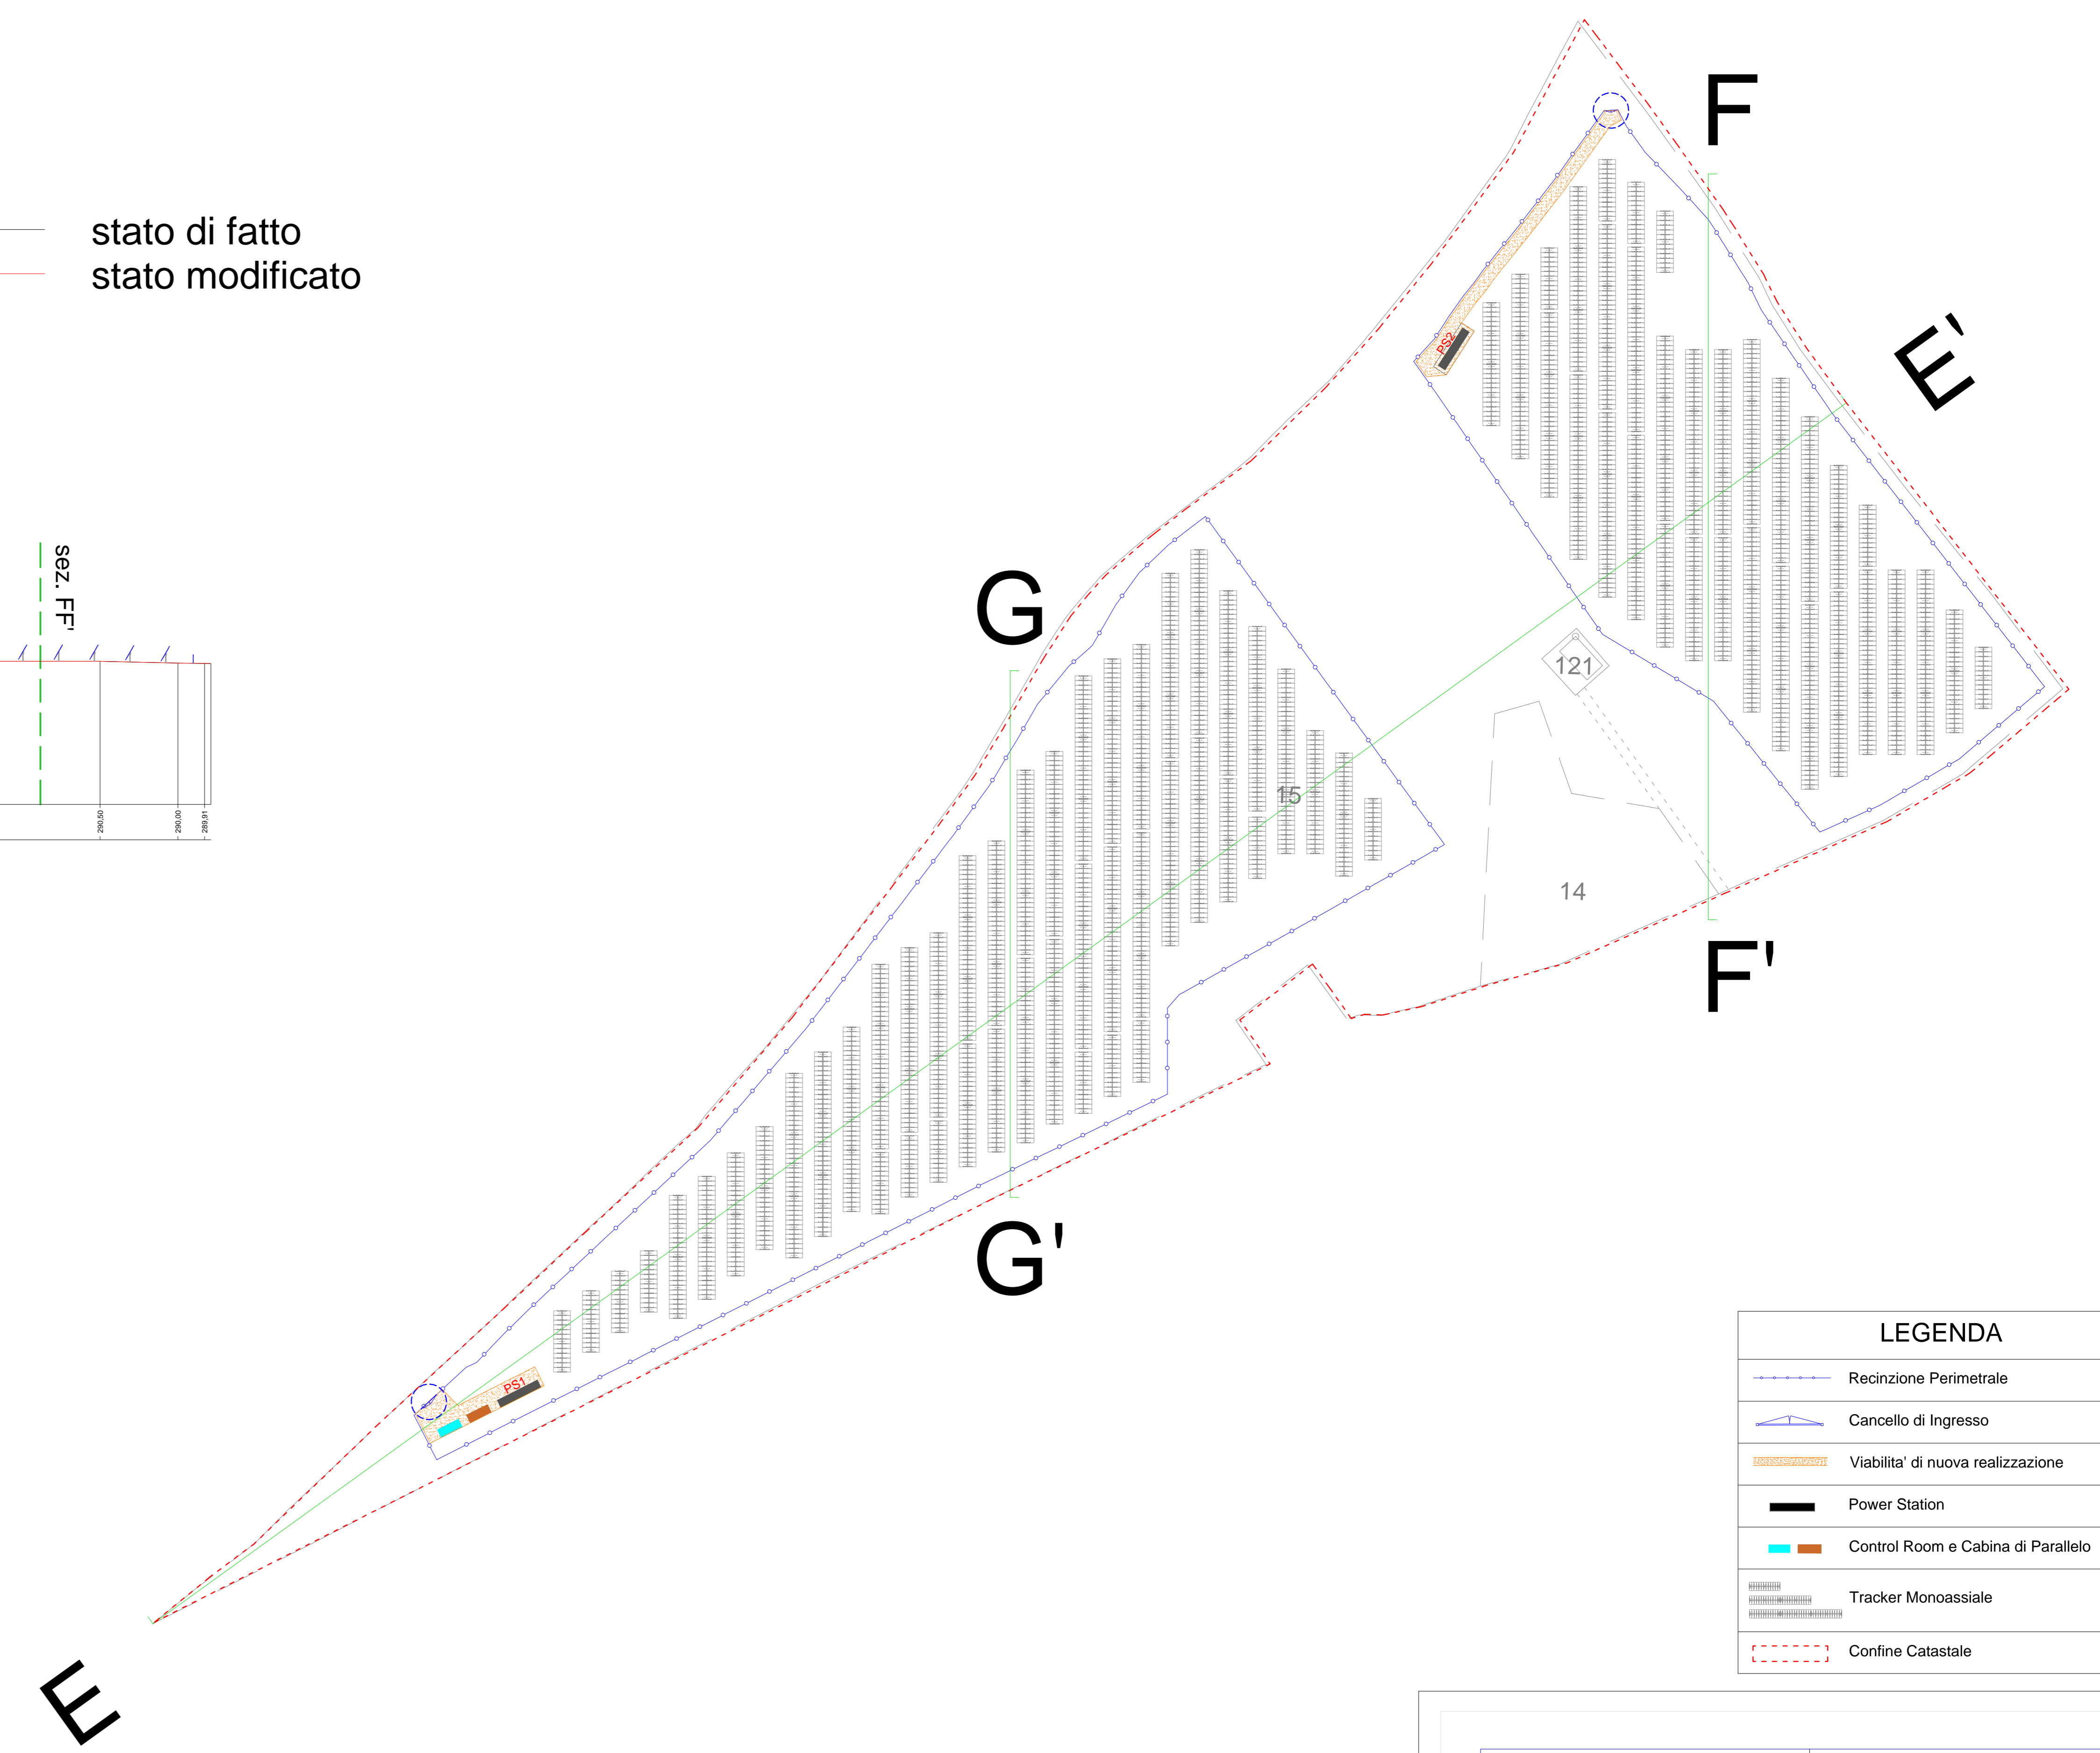 F
stato di fatto
stato modificato
E'
sez. FF'
G
PS2
121
15
290,50
290,00
289,91
14
F'
G'
LEGENDA
Recinzione Perimetrale
Cancello di Ingresso
PS1
Viabilita' di nuova realizzazione
Power Station
Control Room e Cabina di Parallelo
Tracker Monoassiale
Confine Catastale
E